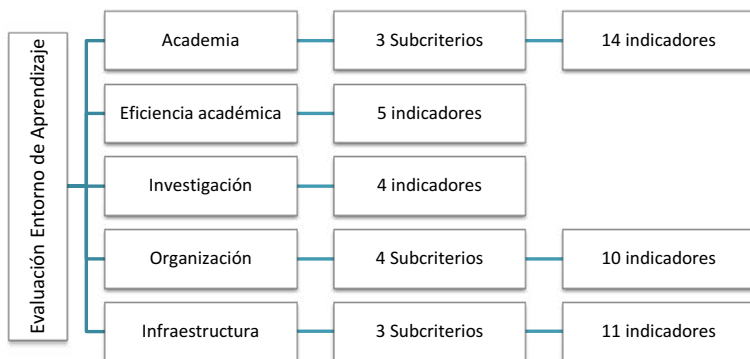 Evaluación Entorno de Aprendizaje
Academia
3 Subcriterios
14 indicadores
Eficiencia académica
5 indicadores
Investigación
4 indicadores
Organización
4 Subcriterios
10 indicadores
Infraestructura
3 Subcriterios
11 indicadores